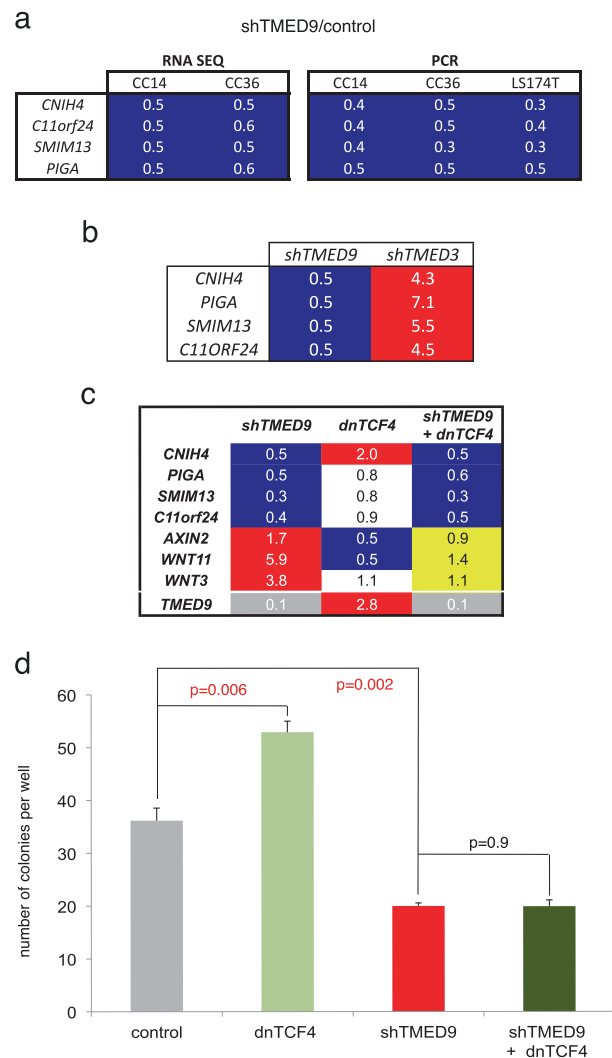 a
shTMED9/control
RNA SEQ PCR
CC14 CC36 CC14 CC36 LS174T
CNIH4 0.5 0.5 0.4 0.5 0.3
C11orf24 0.5 0.6 0.4 0.5 0.4
SMIM13 0.5 0.5 0.4 0.3 0.3
PIGA 0.5 0.6 0.5 0.5 0.5
b
shTMED9 shTMED3
CNIH4 0.5 4.3
PIGA 0.5 7.1
SMIM13 0.5 5.5
C11ORF24 0.5 4.5
c
shTMED9 dnTCF4 shTMED9
+ dnTCF4
CNIH4 0.5 2.0 0.5
PIGA 0.5 0.8 0.6
SMIM13 0.3 0.8 0.3
C11orf24 0.4 0.9 0.5
AXIN2 1.7 0.5 0.9
WNT11 5.9 0.5 1.4
WNT3 3.8 1.1 1.1
TMED9 0.1 2.8 0.1
d
number of colonies per well
60
50
40
30
20
10
0
p=0.006
p=0.002
p=0.9
control dnTCF4 shTMED9 shTMED9
+ dnTCF4